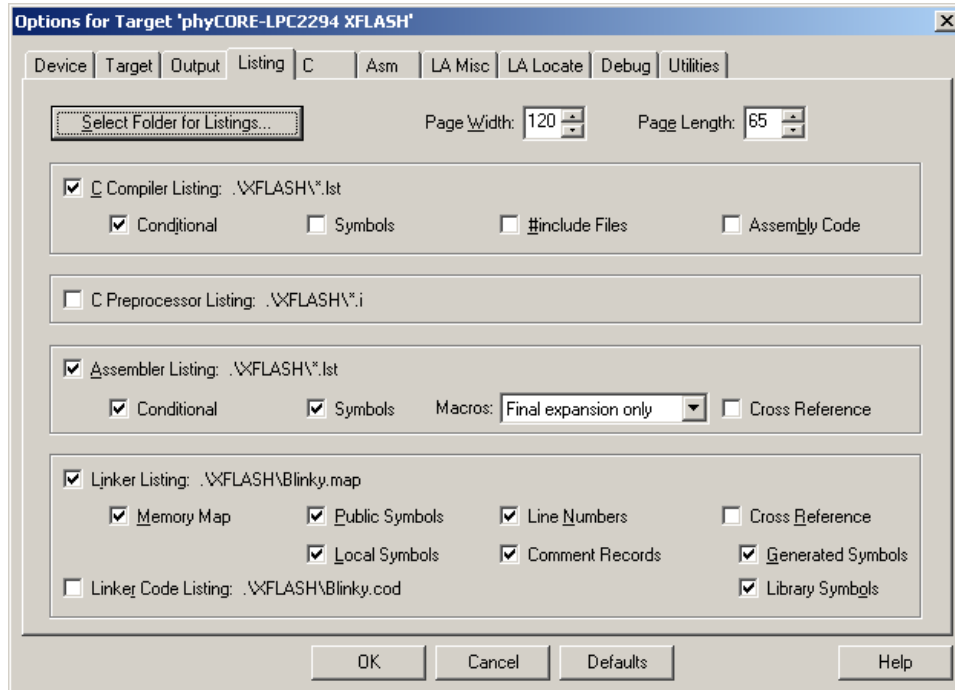 Options for Target 'phyCORE-LPC2294 XFLASH'
Device Target Output Listing C Asm LA Misc LA Locate Debug Utilities
Select Folder for Listings... Page Width: 120 Page Length: 65
C Compiler Listing: .\XFLASH\*.lst
Conditional Symbols #include Files Assembly Code
C Preprocessor Listing: .\XFLASH\*.i
Assembler Listing: .\XFLASH\*.lst
Conditional Symbols Macros: Final expansion only Cross Reference
Linker Listing: .\XFLASH\Blinky.map
Memory Map Public Symbols Line Numbers Cross Reference
Local Symbols Comment Records Generated Symbols
Linker Code Listing: .\XFLASH\Blinky.cod Library Symbols
OK Cancel Defaults Help